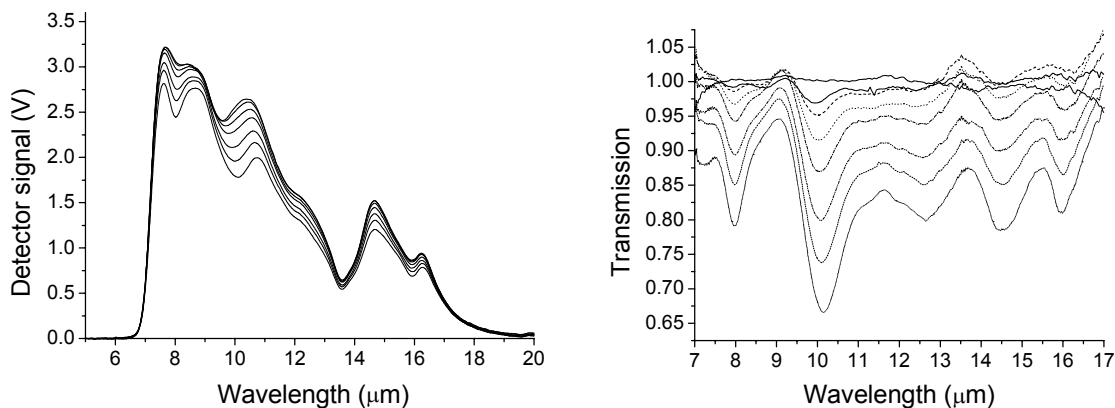 3.5
3.0
2.5
2.0
1.5
1.0
0.5
0.0
Detector signal (V)
6 8 10 12 14 16 18 20
Wavelength (μm)
1.05
1.00
0.95
0.90
0.85
0.80
0.75
0.70
0.65
Transmission
7 8 9 10 11 12 13 14 15 16 17
Wavelength (μm)